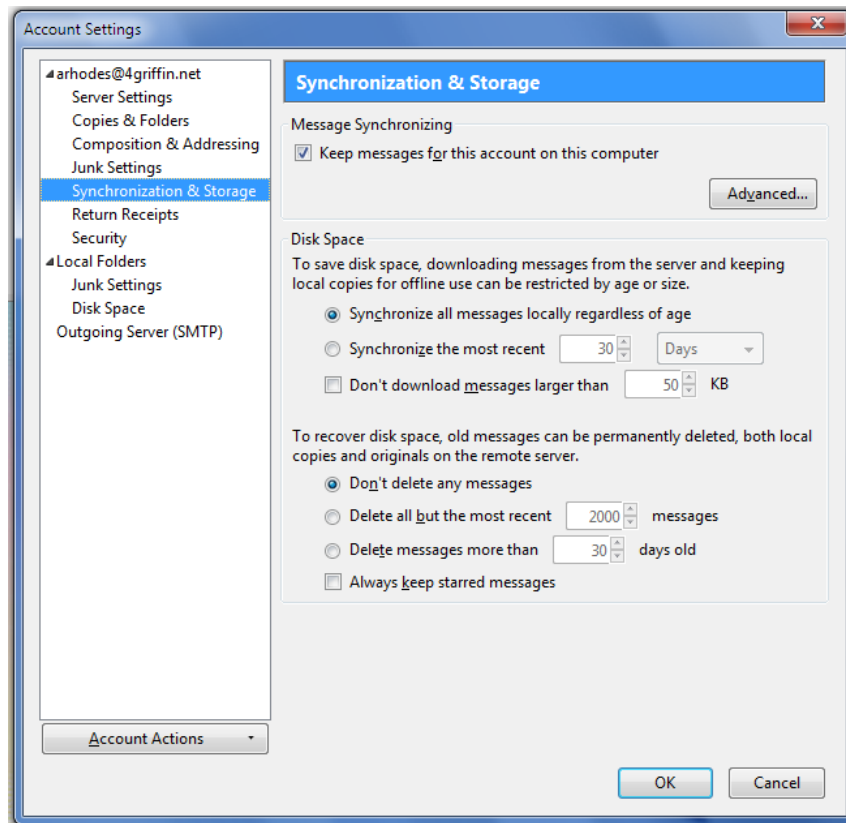 Account Settings
arhodes@4griffin.net
Server Settings
Copies & Folders
Composition & Addressing
Junk Settings
Synchronization & Storage
Return Receipts
Security
Local Folders
Junk Settings
Disk Space
Outgoing Server (SMTP)
Account Actions
Synchronization & Storage
Message Synchronizing
Keep messages for this account on this computer
Advanced...
Disk Space
To save disk space, downloading messages from the server and keeping
local copies for offline use can be restricted by age or size.
Synchronize all messages locally regardless of age
Synchronize the most recent 30 Days
Don't download messages larger than 50 KB
To recover disk space, old messages can be permanently deleted, both local
copies and originals on the remote server.
Don't delete any messages
Delete all but the most recent 2000 messages
Delete messages more than 30 days old
Always keep starred messages
OK Cancel